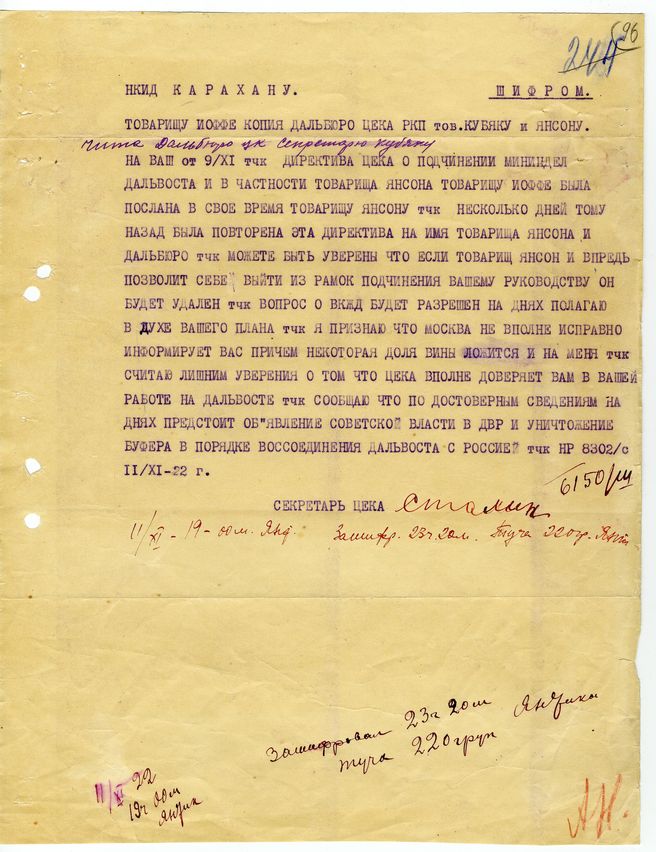 96
НКИД КАРАХАНУ. ШИФРОМ.
ТОВАРИЩУ ИОФФЕ КОПИЯ ДАЛЬБЮРО ЦЕКА РКП тов.КУБЯКУ и ЯНСОНУ.
Чита Дальбюро цк секретарю Кубяку
НА ВАШ от 9/XI тчк ДИРЕКТИВА ЦЕКА О ПОДЧИНЕНИИ МИНИНДЕЛ
ДАЛЬВОСТА И В ЧАСТНОСТИ ТОВАРИЩА ЯНСОНА ТОВАРИЩУ ИОФФЕ БЫЛА
ПОСЛАНА В СВОЕ ВРЕМЯ ТОВАРИЩУ ЯНСОНУ тчк НЕСКОЛЬКО ДНЕЙ ТОМУ
НАЗАД БЫЛА ПОВТОРЕНА ЭТА ДИРЕКТИВА НА ИМЯ ТОВАРИЩА ЯНСОНА И
ДАЛЬБЮРО тчк МОЖЕТЕ БЫТЬ УВЕРЕНЫ ЧТО ЕСЛИ ТОВАРИЩ ЯНСОН И ВПРЕДЬ
ПОЗВОЛИТ СЕБЕ ВЫЙТИ ИЗ РАМОК ПОДЧИНЕНИЯ ВАШЕМУ РУКОВОДСТВУ ОН
БУДЕТ УДАЛЕН тчк ВОПРОС О ВКЖД БУДЕТ РАЗРЕШЕН НА ДНЯХ ПОЛАГАЮ
В ДУХЕ ВАШЕГО ПЛАНА тчк Я ПРИЗНАЮ ЧТО МОСКВА НЕ ВПОЛНЕ ИСПРАВНО
ИНФОРМИРУЕТ ВАС ПРИЧЕМ НЕКОТОРАЯ ДОЛЯ ВИНЫ ЛОЖИТСЯ И НА МЕНЯ тчк
СЧИТАЮ ЛИШНИМ УВЕРЕНИЯ О ТОМ ЧТО ЦЕКА ВПОЛНЕ ДОВЕРЯЕТ ВАМ В ВАШЕЙ
РАБОТЕ НА ДАЛЬВОСТЕ тчк СООБЩАЮ ЧТО ПО ДОСТОВЕРНЫМ СВЕДЕНИЯМ НА
ДНЯХ ПРЕДСТОИТ ОБ"ЯВЛЕНИЕ СОВЕТСКОЙ ВЛАСТИ В ДВР И УНИЧТОЖЕНИЕ
БУФЕРА В ПОРЯДКЕ ВОССОЕДИНЕНИЯ ДАЛЬВОСТА С РОССИЕЙ тчк НР 8302/с
II/XI-22 г.
6150/ш
СЕКРЕТАРЬ ЦЕКА Сталин
11/XI - 19 - 00м. Зашифр. 23ч. 20м. Туча 220гр.
Зашифровал 23ч 20м
туча 220груп
11/XI 22
19ч 00м
А.Н.